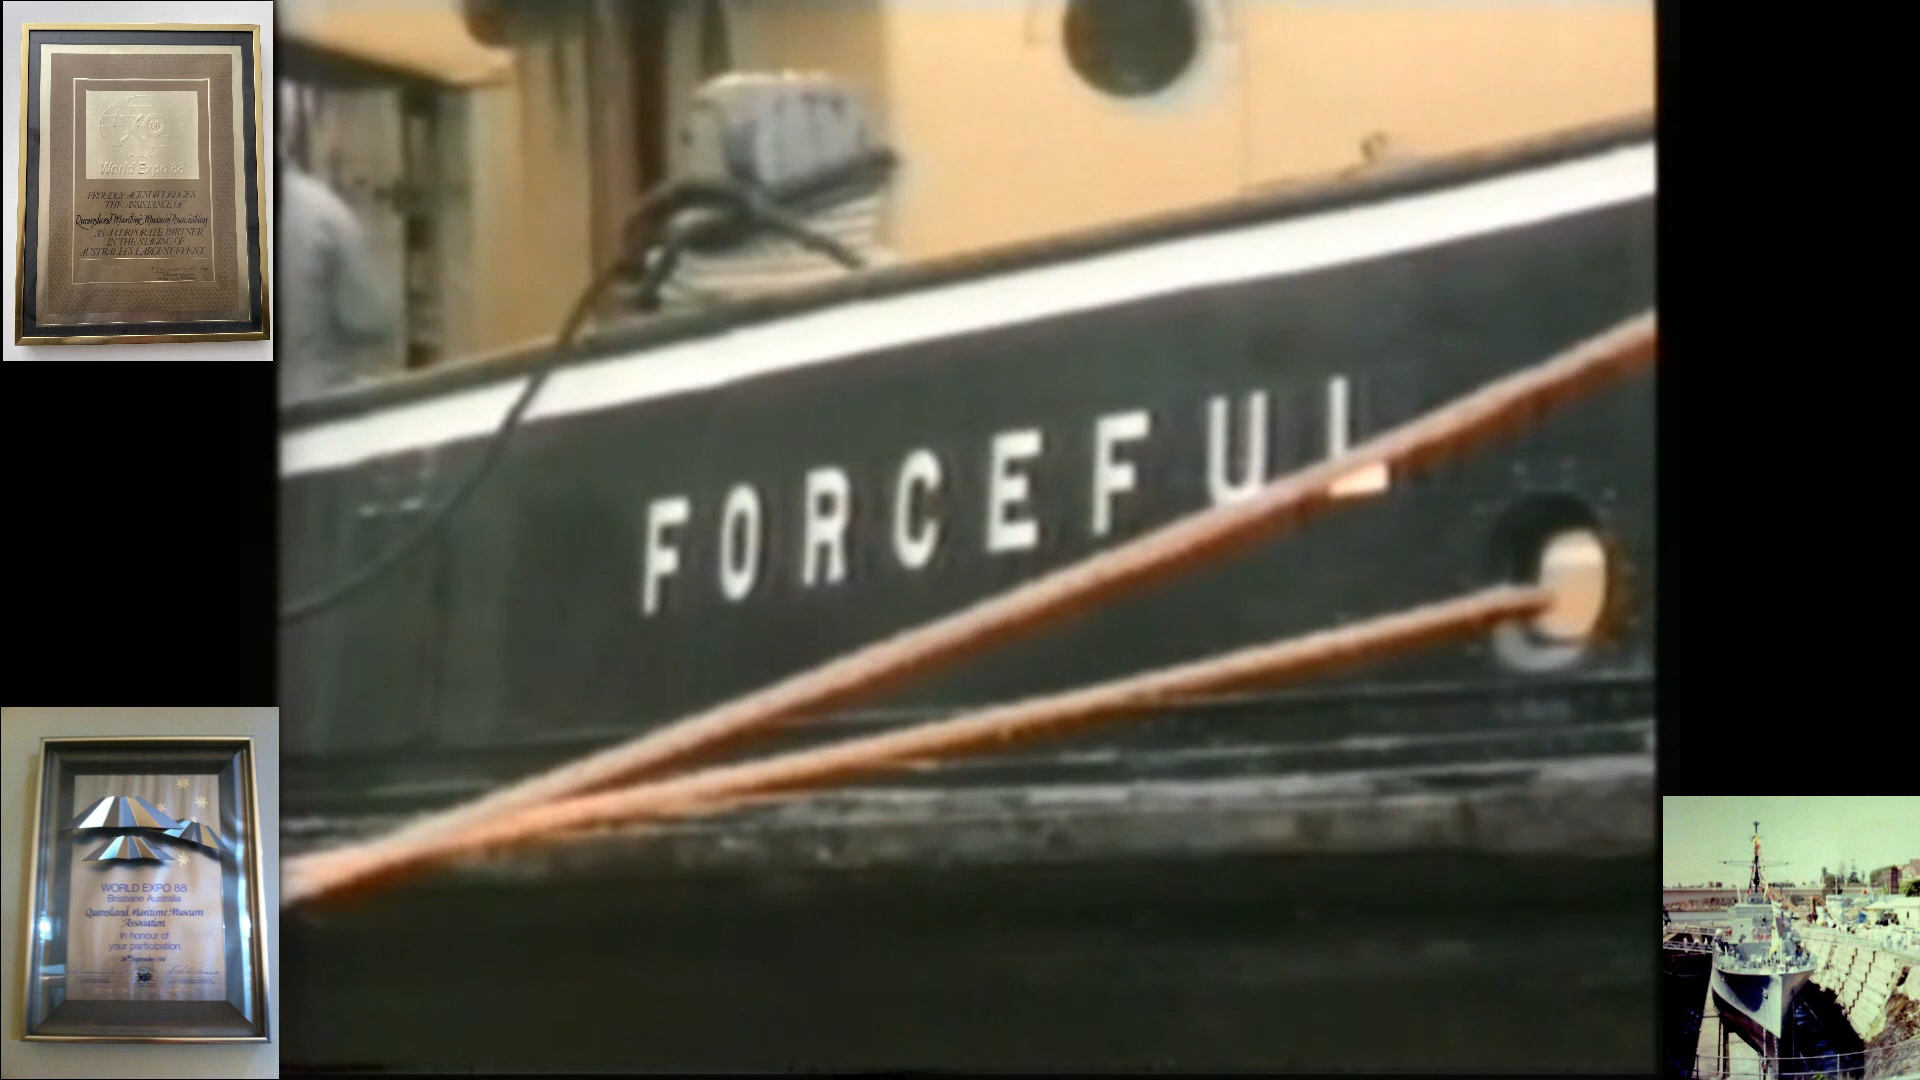 World Expo 88
PROUDLY ACKNOWLEDGES
THE ASSISTANCE OF
Queensland Maritime Museum Association
AS A CORPORATE PARTNER
IN THE STAGING OF
AUSTRALIA'S LARGEST EVENT
FORCEFUL
WORLD EXPO 88
Brisbane Australia
Queensland Maritime Museum
Association
In honour of
your participation